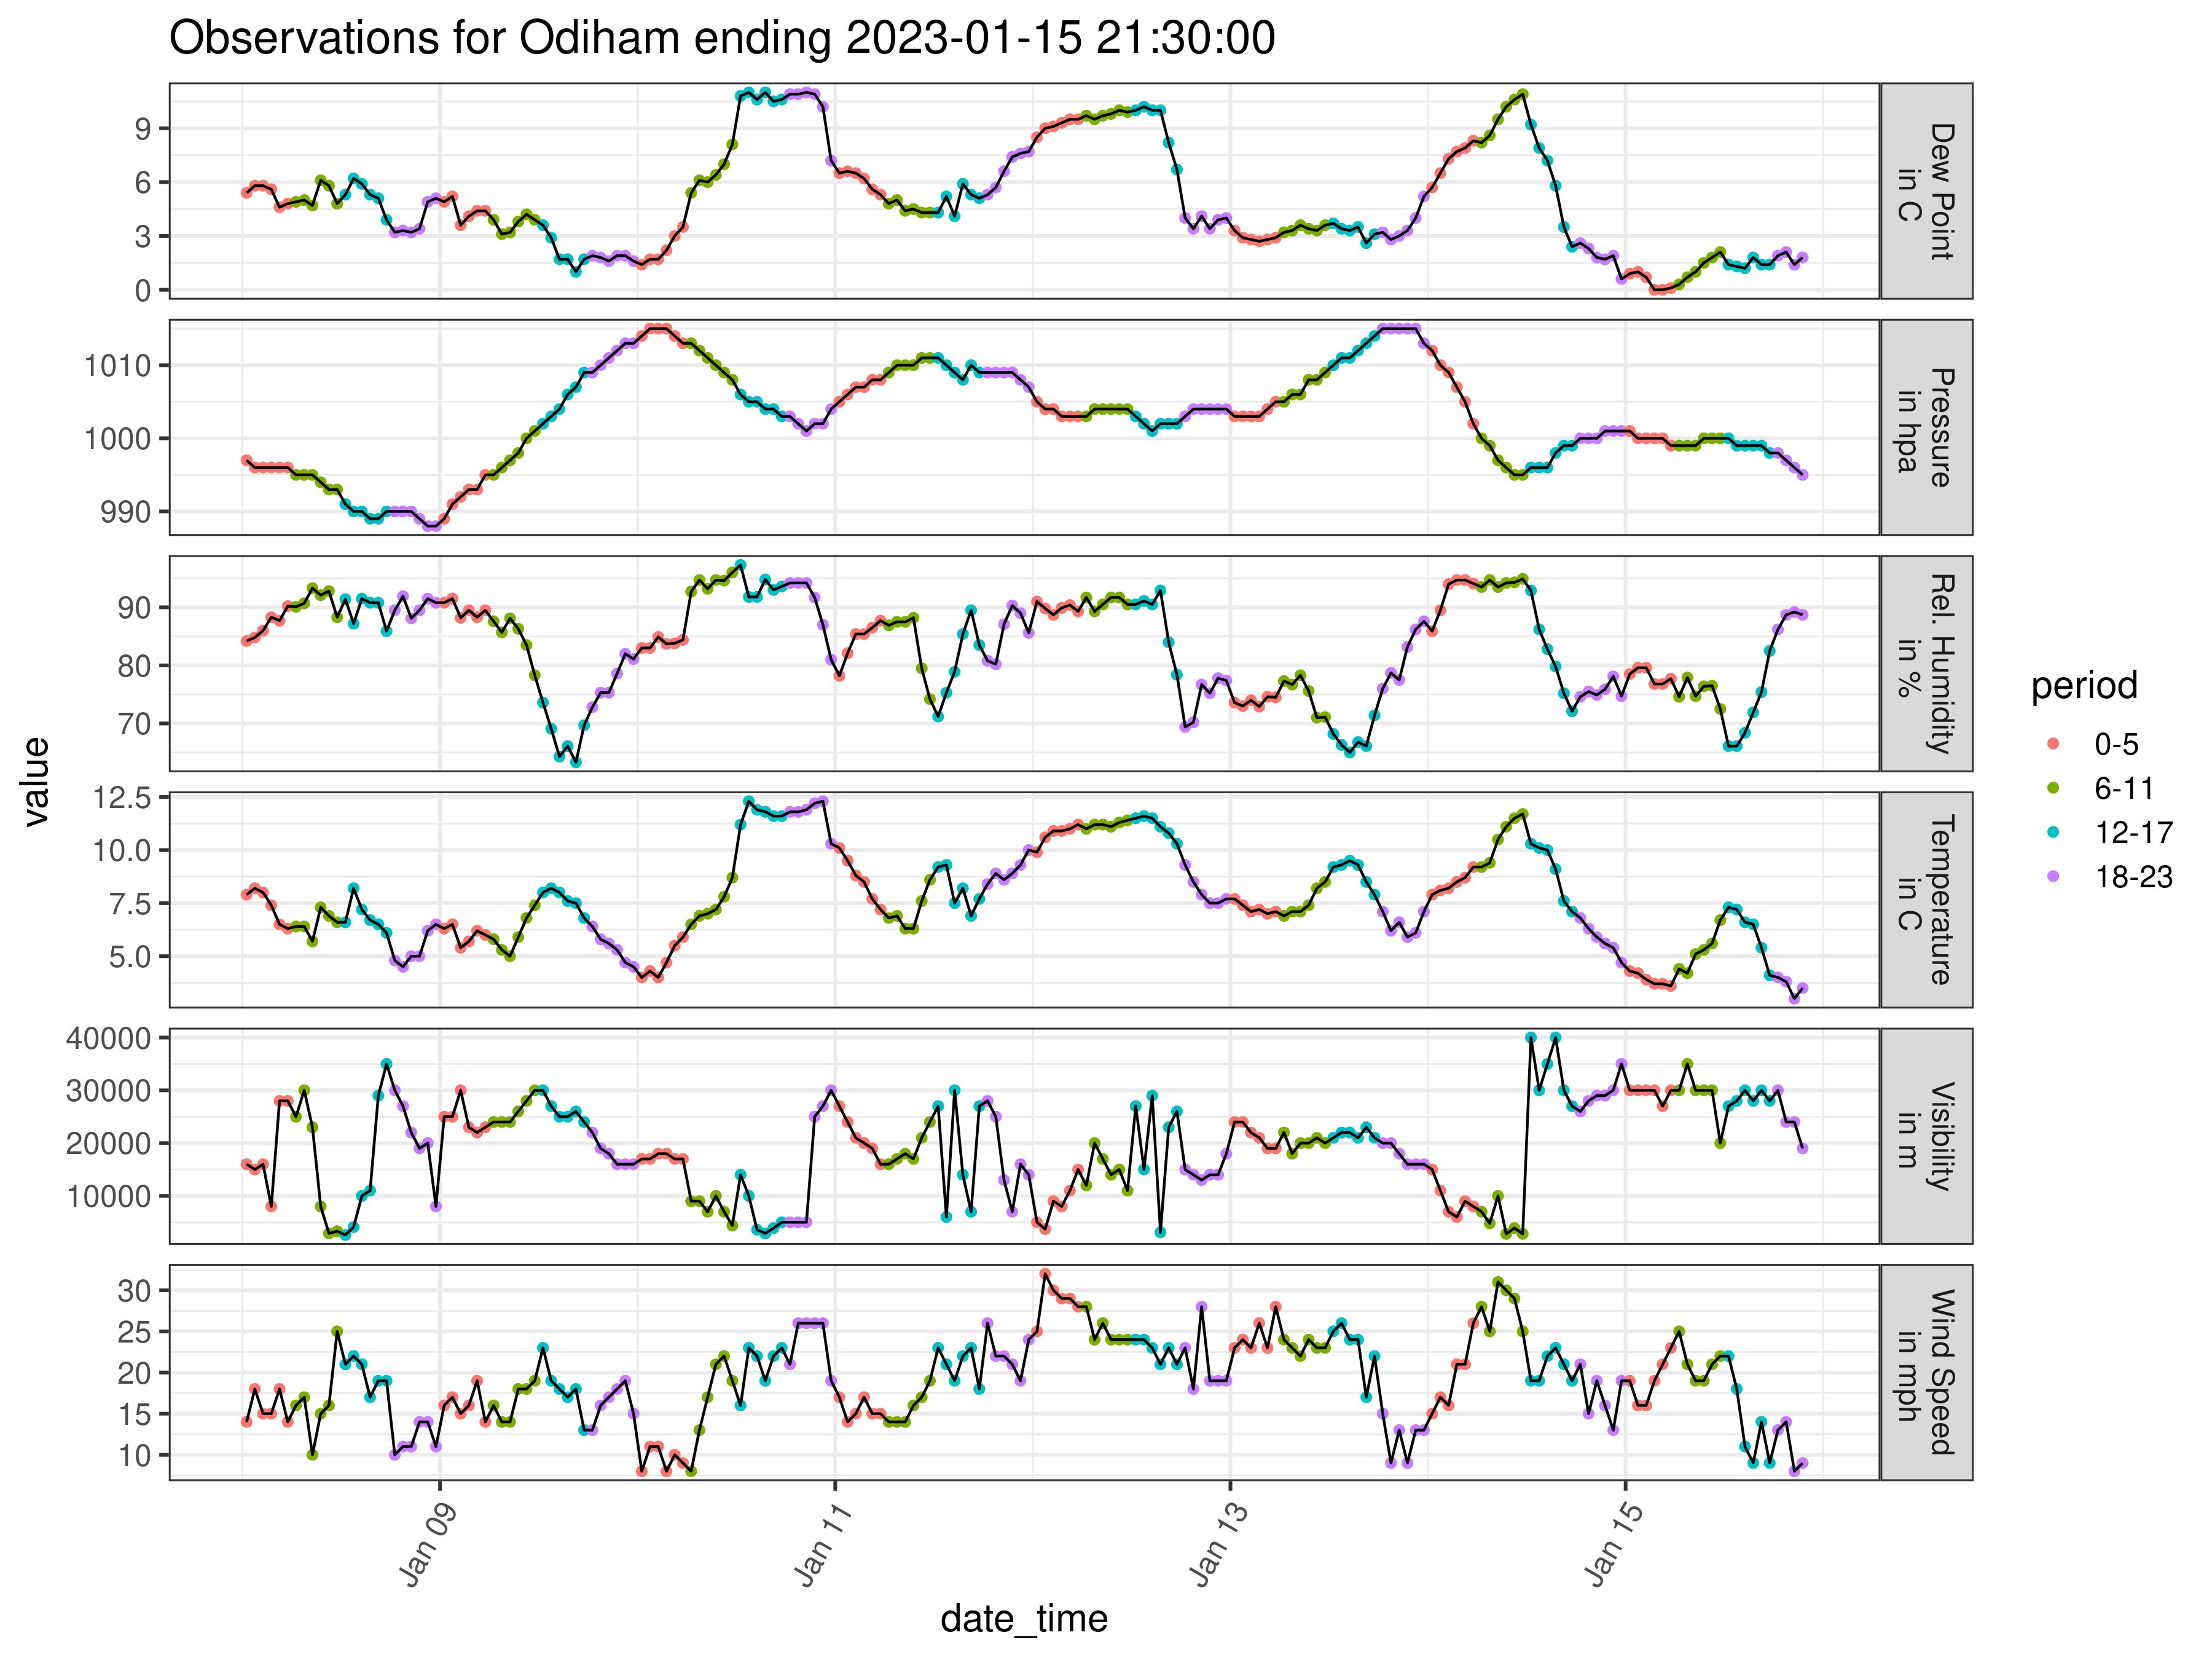 Observations for Odiham ending 2023-01-15 21:30:00
value
9
6
3
0
Dew Point
in C
1010
1000
990
Pressure
in hpa
90
80
70
Rel. Humidity
in %
12.5
10.0
7.5
5.0
Temperature
in C
40000
30000
20000
10000
Visibility
in m
30
25
20
15
10
Wind Speed
in mph
Jan 09
Jan 11
Jan 13
Jan 15
date_time
period
0-5
6-11
12-17
18-23